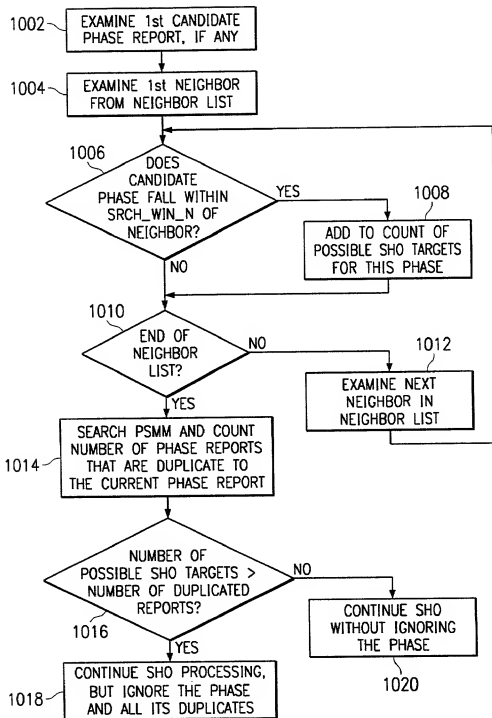 1002
EXAMINE 1st CANDIDATE
PHASE REPORT, IF ANY
1004
EXAMINE 1st NEIGHBOR
FROM NEIGHBOR LIST
1006
DOES
CANDIDATE
PHASE FALL WITHIN
SRCH_WIN_N OF
NEIGHBOR?
YES
1008
ADD TO COUNT OF
POSSIBLE SHO TARGETS
FOR THIS PHASE
NO
1010
END OF
NEIGHBOR
LIST?
NO
1012
EXAMINE NEXT
NEIGHBOR IN
NEIGHBOR LIST
YES
1014
SEARCH PSMM AND COUNT
NUMBER OF PHASE REPORTS
THAT ARE DUPLICATE TO
THE CURRENT PHASE REPORT
NUMBER OF
POSSIBLE SHO TARGETS >
NUMBER OF DUPLICATED
REPORTS?
1016
NO
CONTINUE SHO
WITHOUT IGNORING
THE PHASE
1020
YES
1018
CONTINUE SHO PROCESSING,
BUT IGNORE THE PHASE
AND ALL ITS DUPLICATES